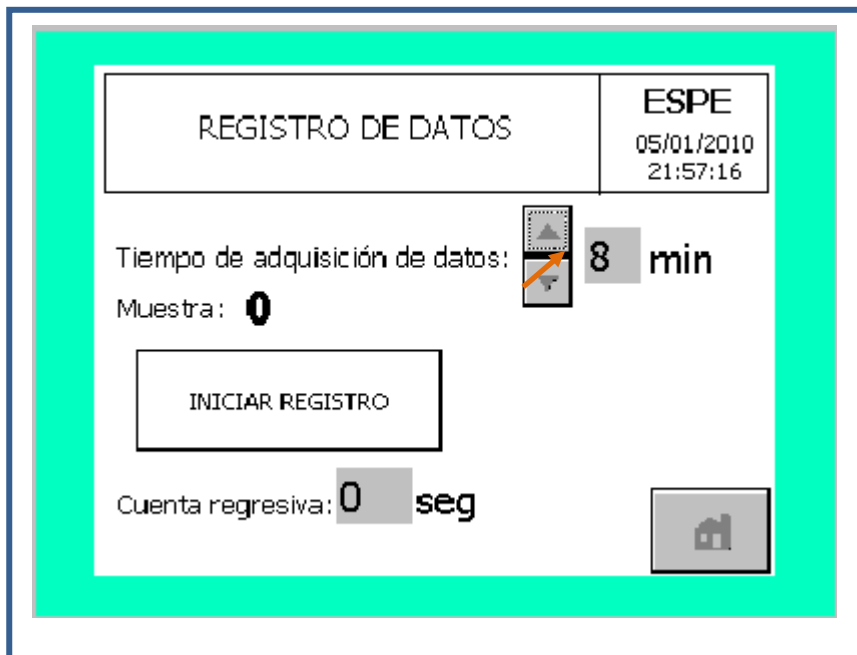 REGISTRO DE DATOS
ESPE
05/01/2010
21:57:16
Tiempo de adquisición de datos: 8 min
Muestra: 0
INICIAR REGISTRO
Cuenta regresiva: 0 seg